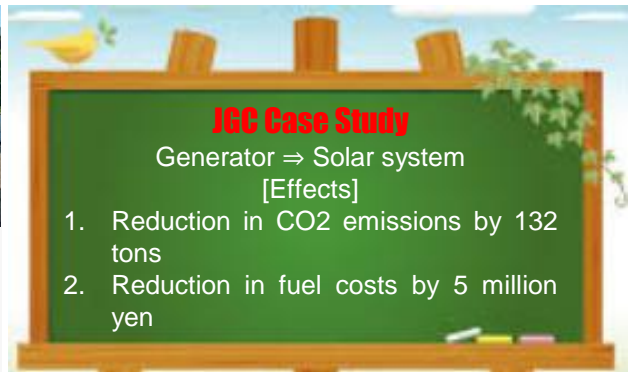 JGC Case Study
Generator ⇒ Solar system
[Effects]
1. Reduction in CO2 emissions by 132
tons
2. Reduction in fuel costs by 5 million
yen